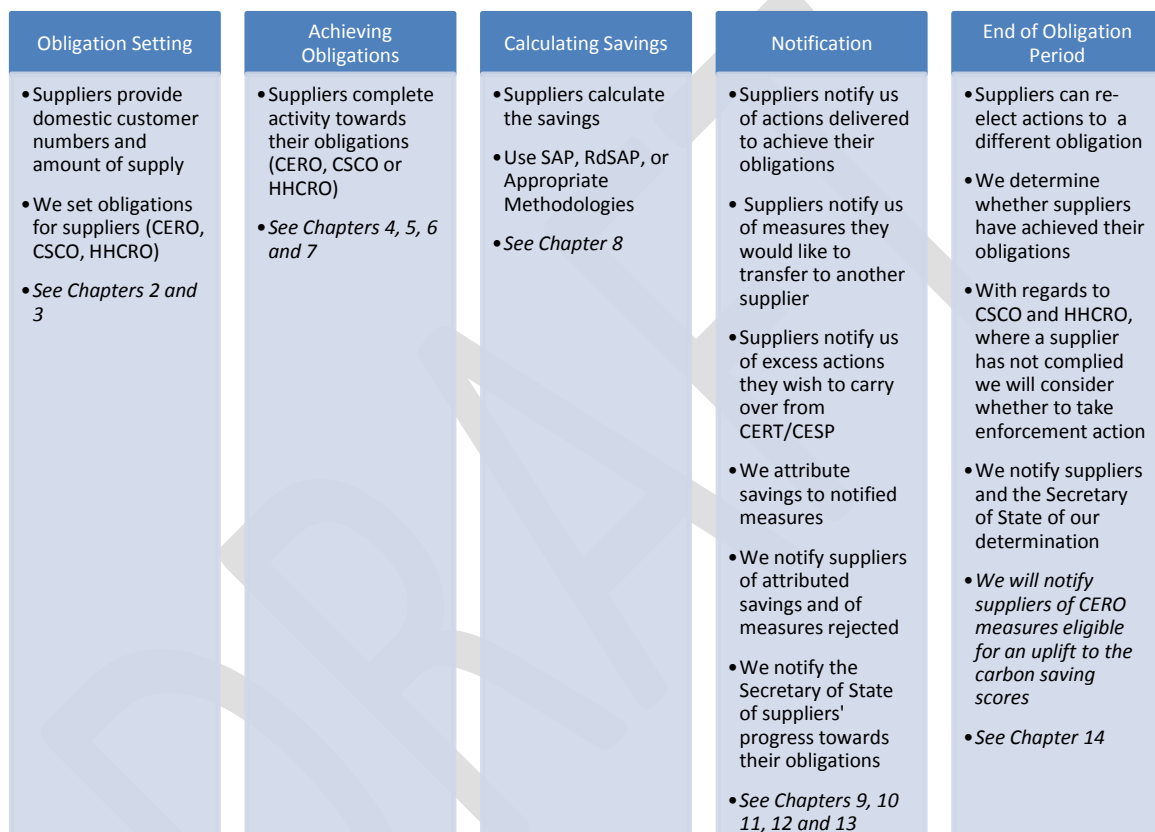 Obligation Setting
•Suppliers provide
domestic customer
numbers and
amount of supply
•We set obligations
for suppliers (CERO,
CSCO, HHCRO)
•See Chapters 2 and
3
Achieving
Obligations
•Suppliers complete
activity towards
their obligations
(CERO, CSCO or
HHCRO)
•See Chapters 4, 5, 6
and 7
Calculating Savings
•Suppliers calculate
the savings
•Use SAP, RdSAP, or
Appropriate
Methodologies
•See Chapter 8
Notification
•Suppliers notify us
of actions delivered
to achieve their
obligations
• Suppliers notify us
of measures they
would like to
transfer to another
supplier
•Suppliers notify us
of excess actions
they wish to carry
over from
CERT/CESP
•We attribute
savings to notified
measures
•We notify suppliers
of attributed
savings and of
measures rejected
•We notify the
Secretary of State
of suppliers'
progress towards
their obligations
•See Chapters 9, 10
11, 12 and 13
End of Obligation
Period
•Suppliers can re-
elect actions to a
different obligation
•We determine
whether suppliers
have achieved their
obligations
•With regards to
CSCO and HHCRO,
where a supplier
has not complied
we will consider
whether to take
enforcement action
•We notify suppliers
and the Secretary
of State of our
determination
•We will notify
suppliers of CERO
measures eligible
for an uplift to the
carbon saving
scores
•See Chapter 14
DRAFT